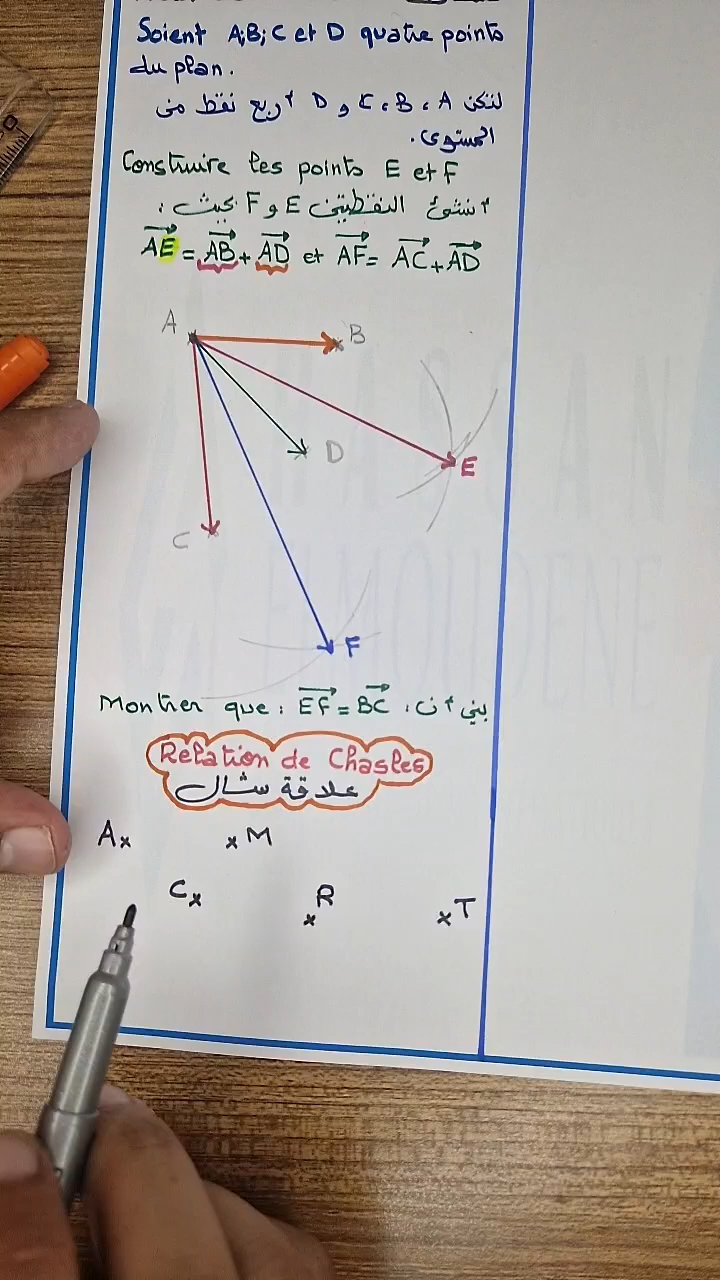 Soient A;B;C et D quatre points
du plan.
لتكن A ، B ، C و D أربع نقط من
المستوى.
Construire les points E et F
أنشئ النقطتين E و F بحيث :
AE = AB + AD et AF = AC + AD
A
B
D
E
C
F
Montrer que : EF = BC بين أن :
Relation de Chasles
علاقة شال
A x x M
C x x R x T